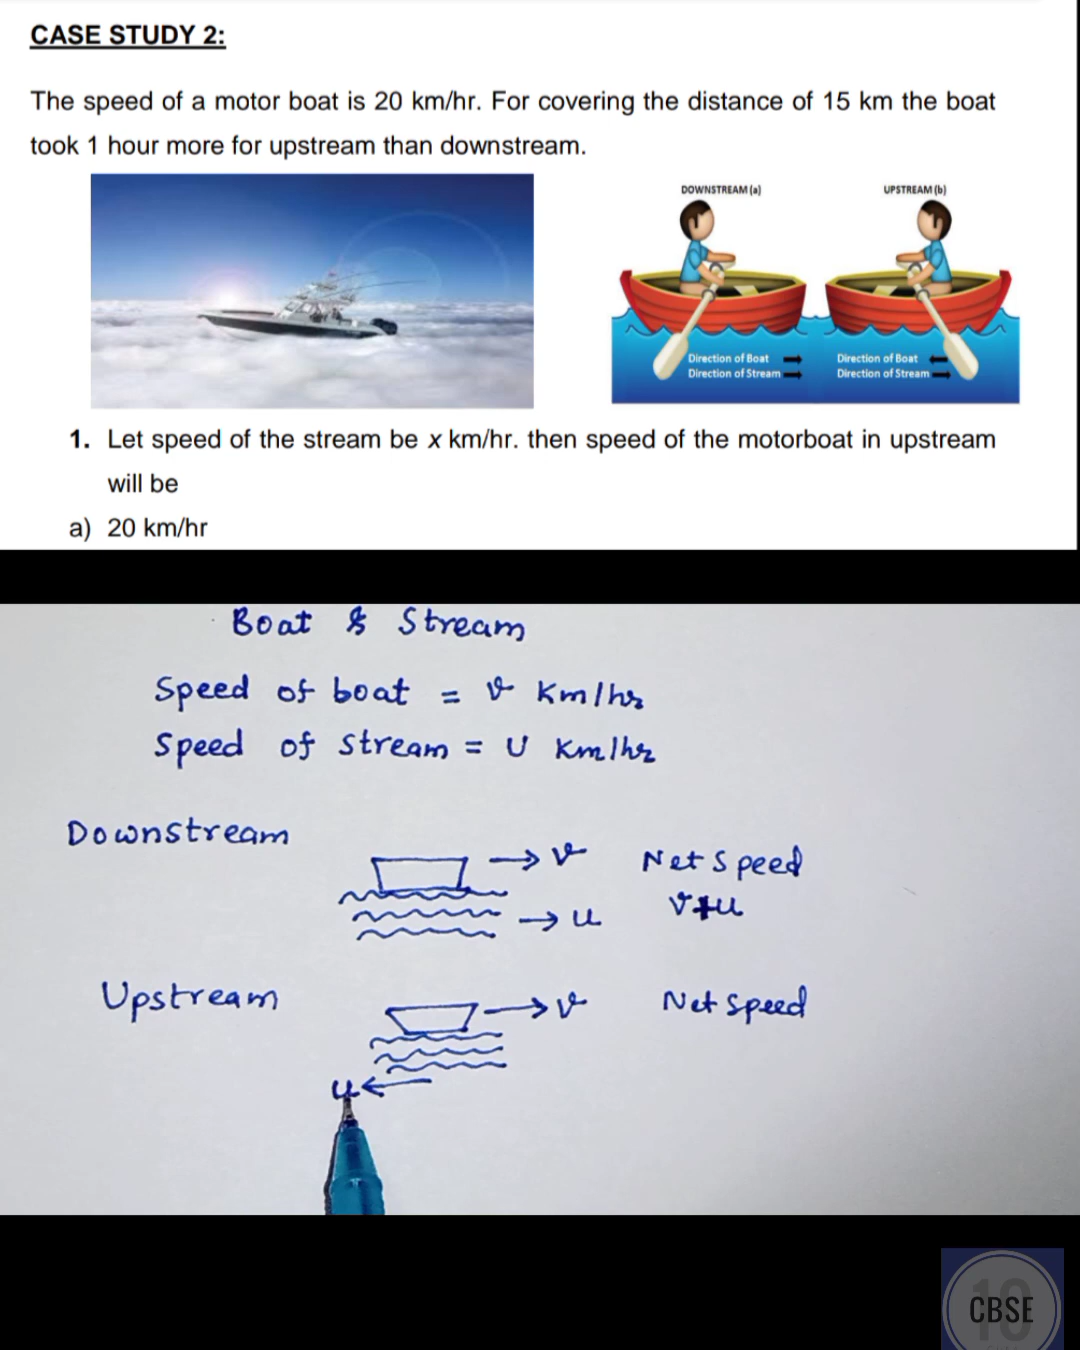 CASE STUDY 2:
The speed of a motor boat is 20 km/hr. For covering the distance of 15 km the boat
took 1 hour more for upstream than downstream.
DOWNSTREAM (a) UPSTREAM (b)
Direction of Boat Direction of Boat
Direction of Stream Direction of Stream
1. Let speed of the stream be x km/hr. then speed of the motorboat in upstream
will be
a) 20 km/hr
Boat & Stream
Speed of boat = v Km/hr
Speed of stream = U Km/hr
Downstream
→ v Net Speed
→ u v+u
Upstream → v Net speed
u ←
10
CBSE